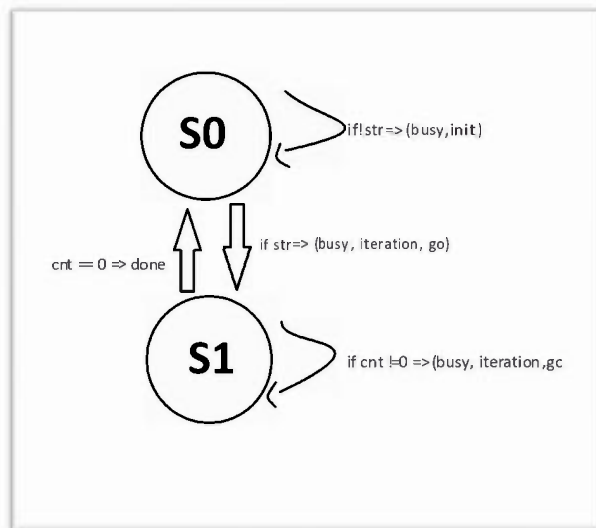 S0
if!str=>(busy,init)
if str=> (busy, iteration, go)
cnt == 0 => done
S1
if cnt !=0 =>(busy, iteration,gc